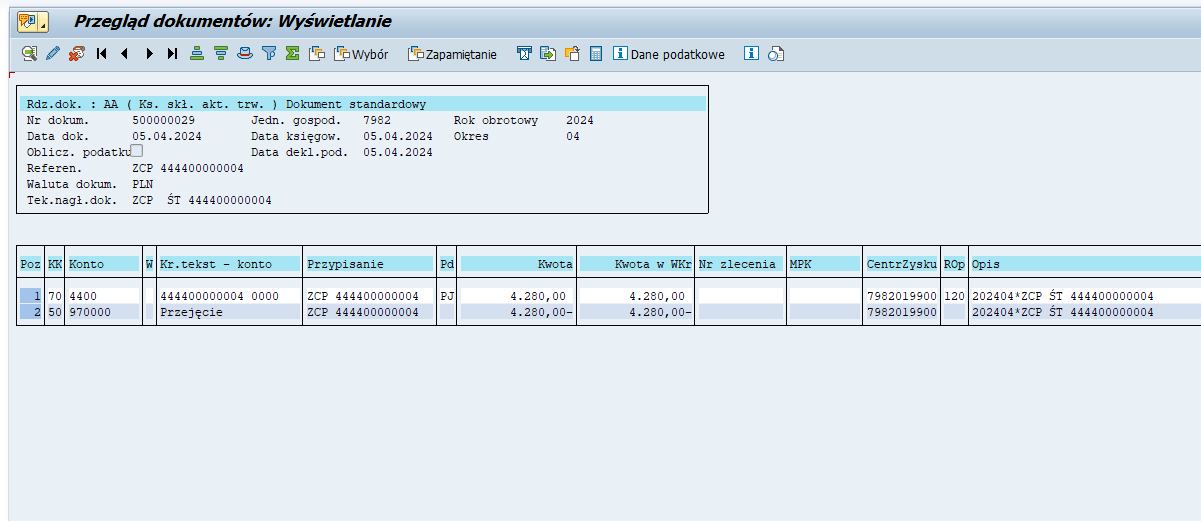 Przegląd dokumentów: Wyświetlanie
Wybór Zapamiętanie Dane podatkowe
Rdz.dok. : AA ( Ks. skł. akt. trw. ) Dokument standardowy
Nr dokum. 500000029 Jedn. gospod. 7982 Rok obrotowy 2024
Data dok. 05.04.2024 Data księgow. 05.04.2024 Okres 04
Oblicz. podatku Data dekl.pod. 05.04.2024
Referen. ZCP 444400000004
Waluta dokum. PLN
Tek.nagł.dok. ZCP ŚT 444400000004
Poz KK Konto W Kr.tekst - konto Przypisanie Pd Kwota Kwota w WKr Nr zlecenia MPK CentrZysku ROp Opis
1 70 4400 444400000004 0000 ZCP 444400000004 PJ 4.280,00 4.280,00 7982019900 120 202404*ZCP ŚT 444400000004
2 50 970000 Przejęcie ZCP 444400000004 4.280,00- 4.280,00- 7982019900 202404*ZCP ŚT 444400000004